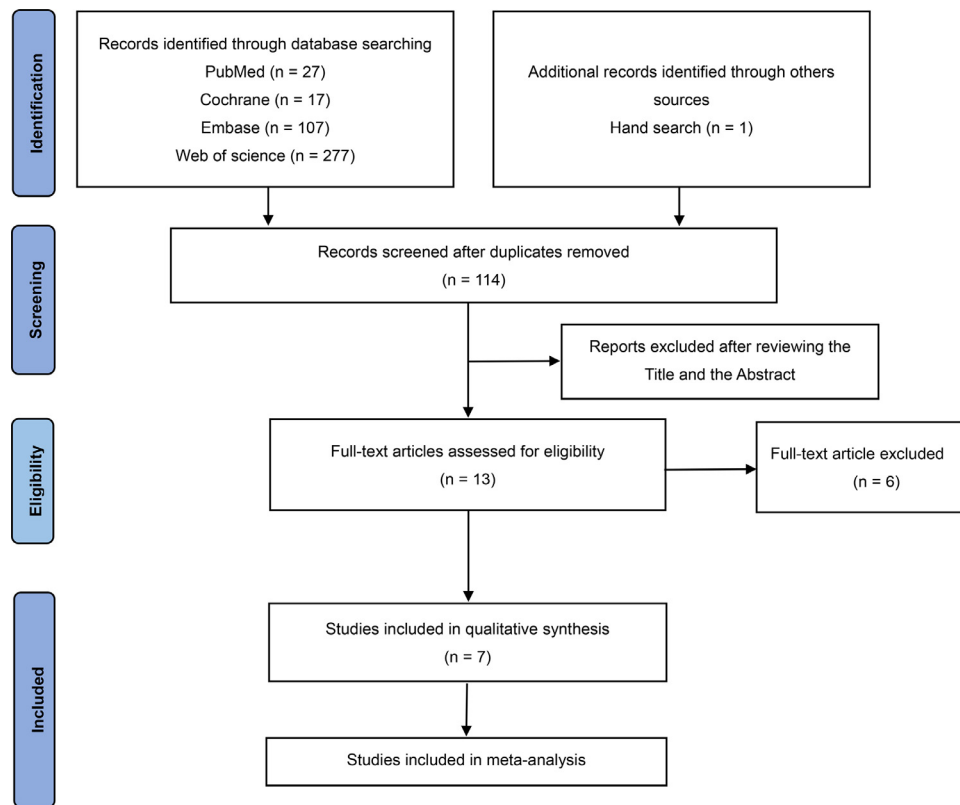 Identification
Records identified through database searching
PubMed (n = 27)
Cochrane (n = 17)
Embase (n = 107)
Web of science (n = 277)
Additional records identified through others
sources
Hand search (n = 1)
Screening
Records screened after duplicates removed
(n = 114)
Reports excluded after reviewing the
Title and the Abstract
Eligibility
Full-text articles assessed for eligibility
(n = 13)
Full-text article excluded
(n = 6)
Included
Studies included in qualitative synthesis
(n = 7)
Studies included in meta-analysis